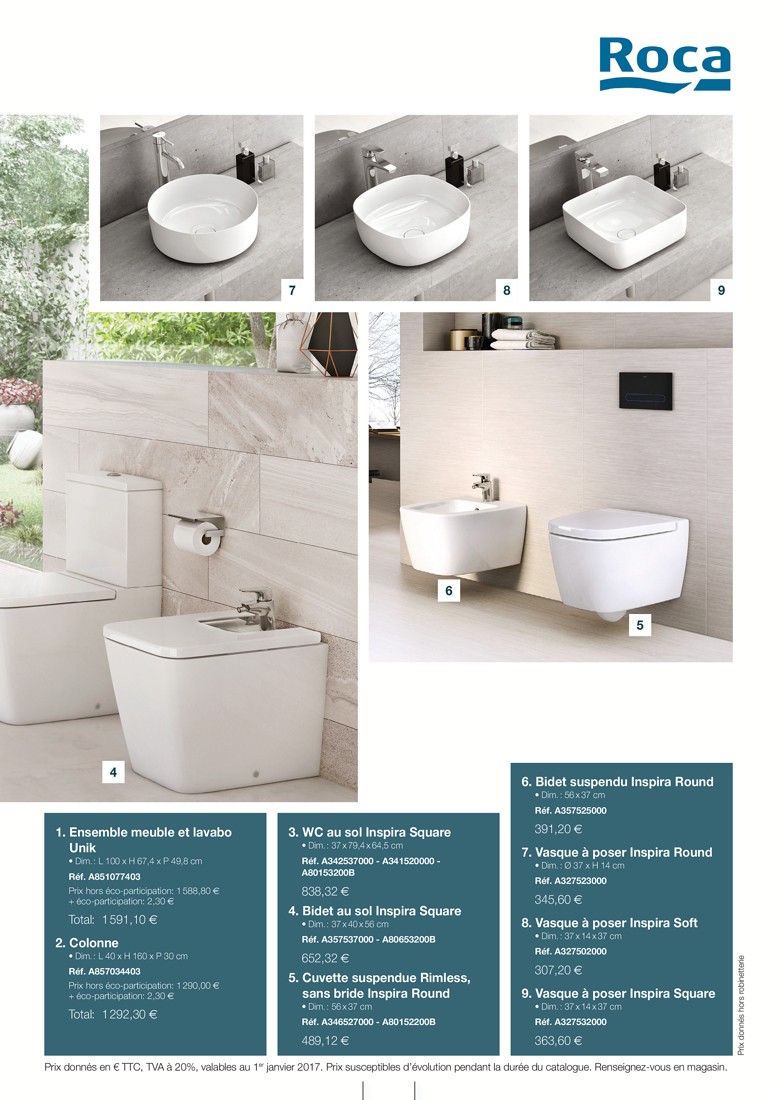 Roca
7
8
9
6
5
4
1. Ensemble meuble et lavabo
Unik
• Dim. : L 100 x H 67,4 x P 49,8 cm
Réf. A851077403
Prix hors éco-participation: 1 588,80 €
+ éco-participation: 2,30 €
Total: 1 591,10 €
2. Colonne
• Dim. : L 40 x H 160 x P 30 cm
Réf. A857034403
Prix hors éco-participation: 1 290,00 €
+ éco-participation: 2,30 €
Total: 1 292,30 €
3. WC au sol Inspira Square
• Dim. : 37 x 79,4 x 64,5 cm
Réf. A342537000 - A341520000 -
A80153200B
838,32 €
4. Bidet au sol Inspira Square
• Dim. : 37 x 40 x 56 cm
Réf. A357537000 - A80653200B
652,32 €
5. Cuvette suspendue Rimless,
sans bride Inspira Round
• Dim. : 56 x 37 cm
Réf. A346527000 - A80152200B
489,12 €
6. Bidet suspendu Inspira Round
• Dim. : 56 x 37 cm
Réf. A357525000
391,20 €
7. Vasque à poser Inspira Round
• Dim. : Ø 37 x H 14 cm
Réf. A327523000
345,60 €
8. Vasque à poser Inspira Soft
• Dim. : 37 x 14 x 37 cm
Réf. A327502000
307,20 €
9. Vasque à poser Inspira Square
• Dim. : 37 x 14 x 37 cm
Réf. A327532000
363,60 €
Prix donnés hors robinetterie
Prix donnés en € TTC, TVA à 20%, valables au 1er janvier 2017. Prix susceptibles d'évolution pendant la durée du catalogue. Renseignez-vous en magasin.